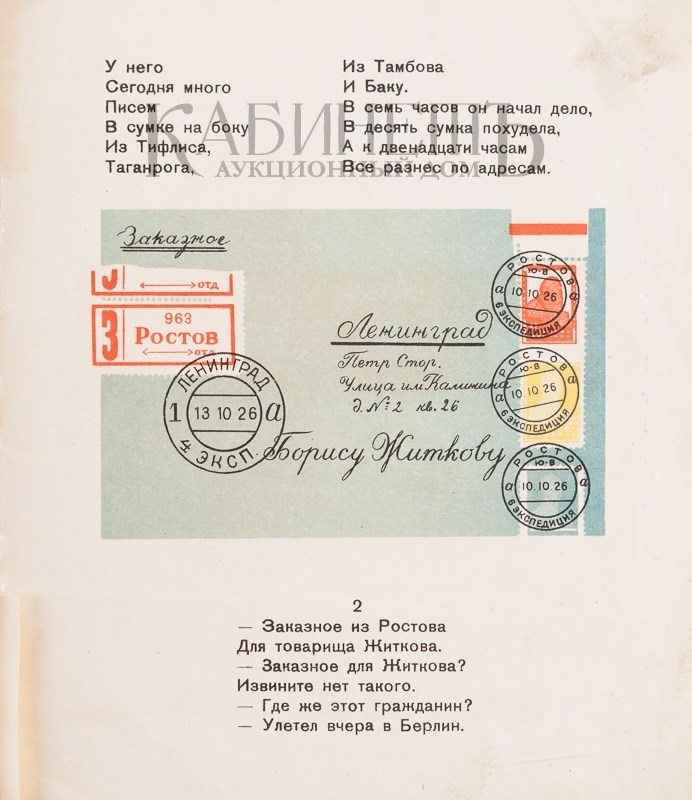 У него
Сегодня много
Писем
В сумке на боку
Из Тифлиса,
Таганрога,
Из Тамбова
И Баку.
В семь часов он начал дело,
В десять сумка похудела,
А к двенадцати часам
Все разнес по адресам.
КАБИНЕТЪ
АУКЦИОННЫЙ ДОМ
Заказное
З
отд
З
963
Ростов
отд
Ленинград
Петр Стор.
Улица им Калинина
д. № 2 кв. 26
Борису Житкову
ЛЕНИНГРАД
1 13 10 26 а
4 ЭКСП.
РОСТОВ
Ю-В
а 10.10 26 а
6 ЭКСПЕДИЦИЯ
РОСТОВ
Ю-В
а 10.10 26 а
6 ЭКСПЕДИЦИЯ
РОСТОВ
Ю-В
а 10.10.26 а
6 ЭКСПЕДИЦИЯ
2
— Заказное из Ростова
Для товарища Житкова.
— Заказное для Житкова?
Извините нет такого.
— Где же этот гражданин?
— Улетел вчера в Берлин.